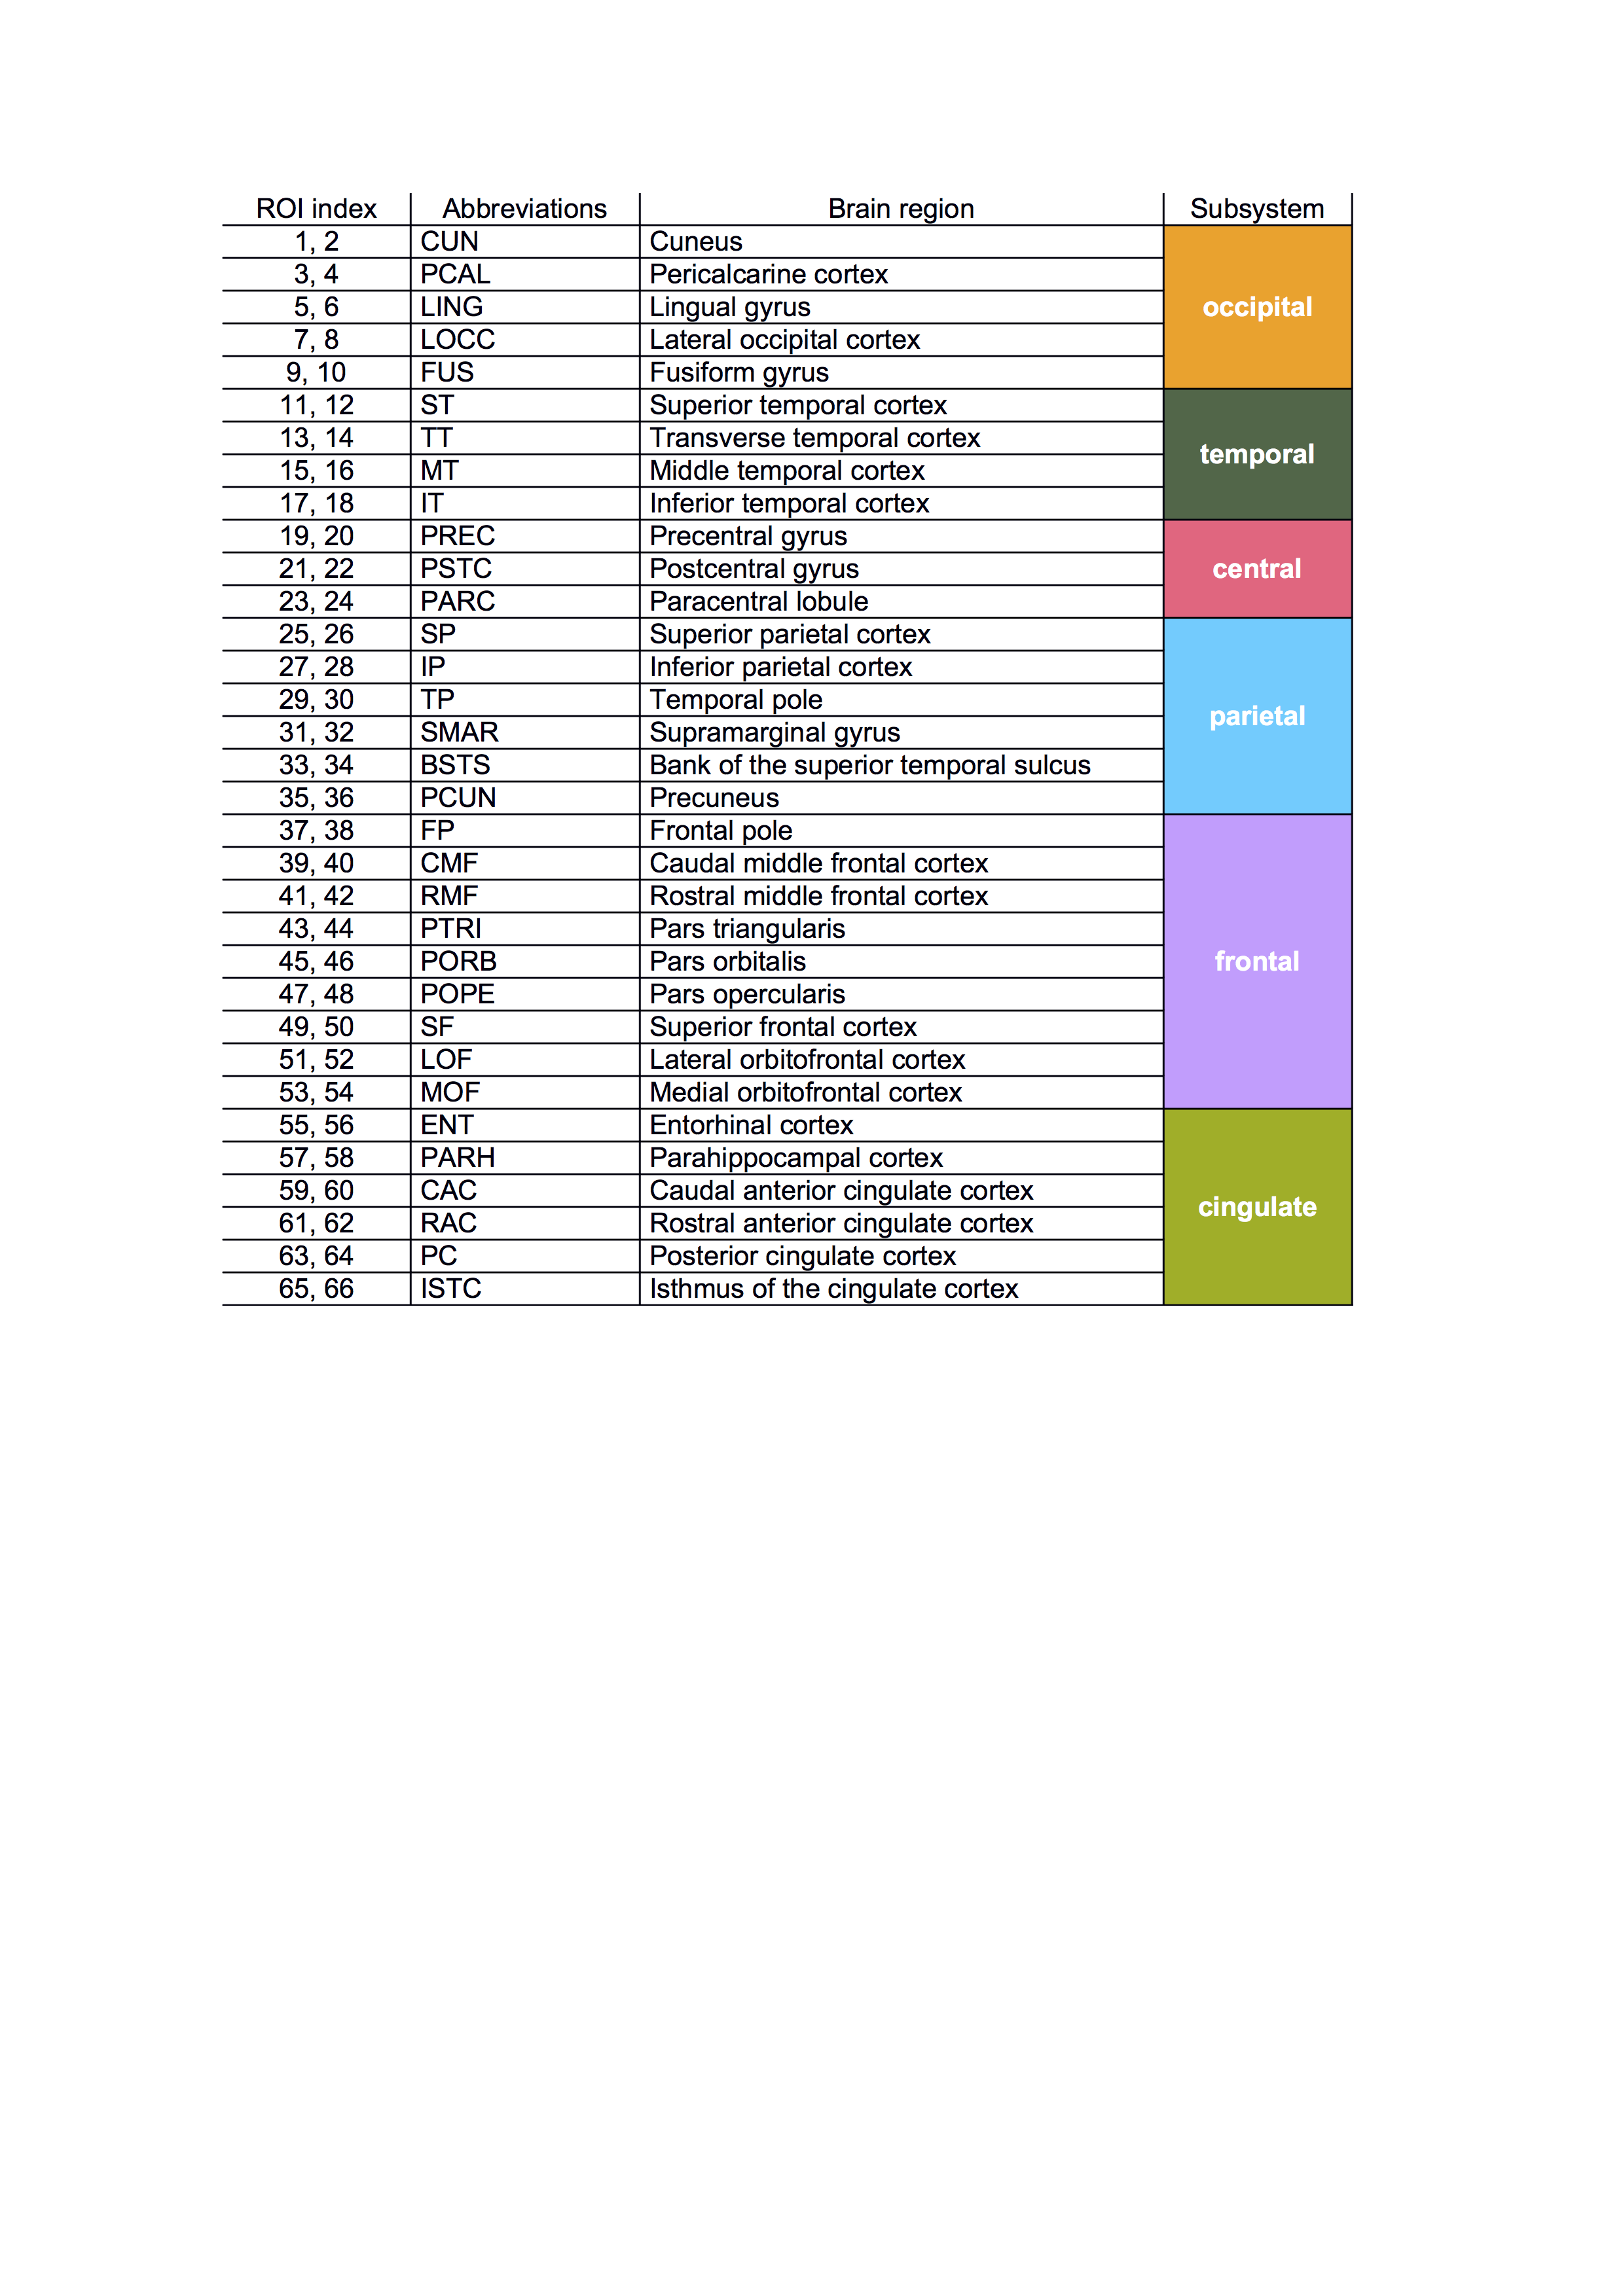 ROI index Abbreviations Brain region Subsystem
1, 2 CUN Cuneus
3, 4 PCAL Pericalcarine cortex
5, 6 LING Lingual gyrus occipital
7, 8 LOCC Lateral occipital cortex
9, 10 FUS Fusiform gyrus
11, 12 ST Superior temporal cortex
13, 14 TT Transverse temporal cortex temporal
15, 16 MT Middle temporal cortex
17, 18 IT Inferior temporal cortex
19, 20 PREC Precentral gyrus
21, 22 PSTC Postcentral gyrus central
23, 24 PARC Paracentral lobule
25, 26 SP Superior parietal cortex
27, 28 IP Inferior parietal cortex
29, 30 TP Temporal pole parietal
31, 32 SMAR Supramarginal gyrus
33, 34 BSTS Bank of the superior temporal sulcus
35, 36 PCUN Precuneus
37, 38 FP Frontal pole
39, 40 CMF Caudal middle frontal cortex
41, 42 RMF Rostral middle frontal cortex
43, 44 PTRI Pars triangularis
45, 46 PORB Pars orbitalis frontal
47, 48 POPE Pars opercularis
49, 50 SF Superior frontal cortex
51, 52 LOF Lateral orbitofrontal cortex
53, 54 MOF Medial orbitofrontal cortex
55, 56 ENT Entorhinal cortex
57, 58 PARH Parahippocampal cortex
59, 60 CAC Caudal anterior cingulate cortex cingulate
61, 62 RAC Rostral anterior cingulate cortex
63, 64 PC Posterior cingulate cortex
65, 66 ISTC Isthmus of the cingulate cortex